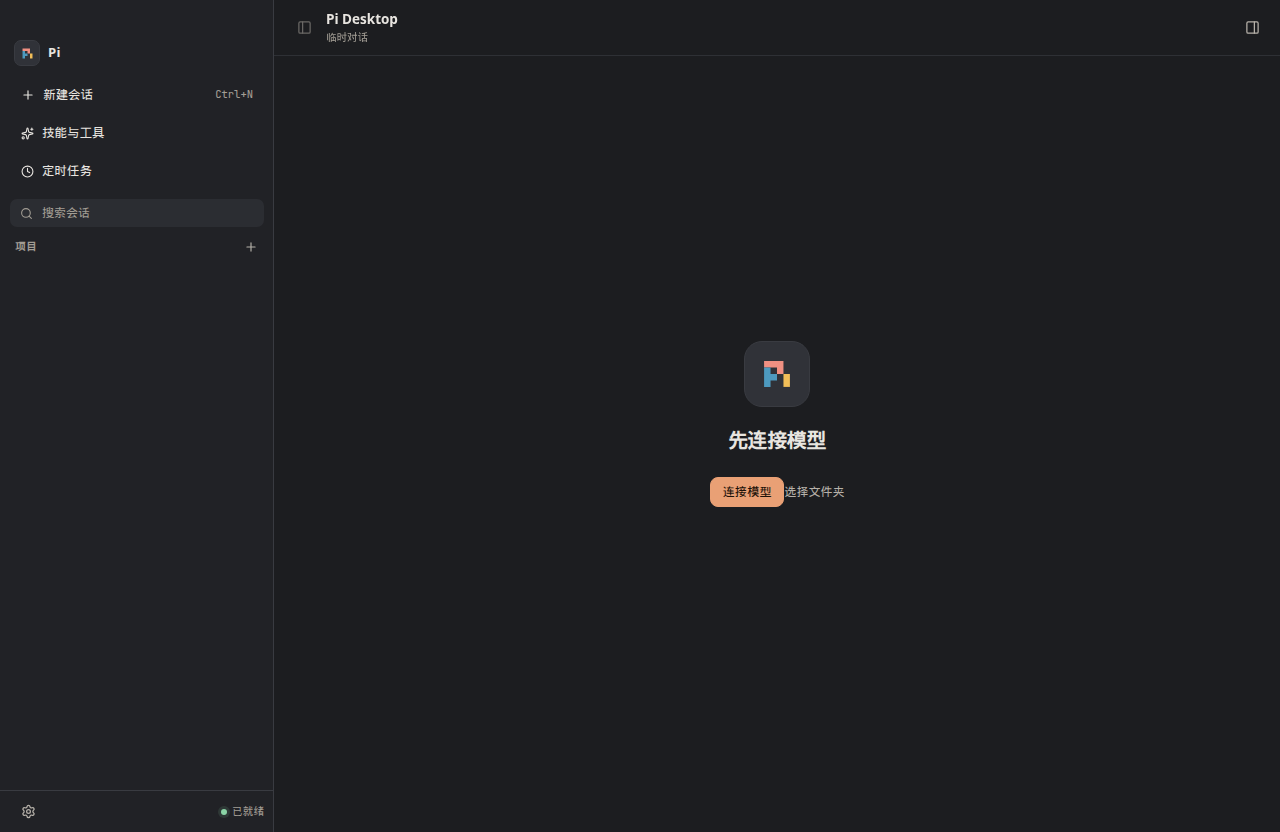 Pi
新建会话 Ctrl+N
技能与工具
定时任务
搜索会话
项目
已就绪
Pi Desktop
临时对话
先连接模型
连接模型 选择文件夹